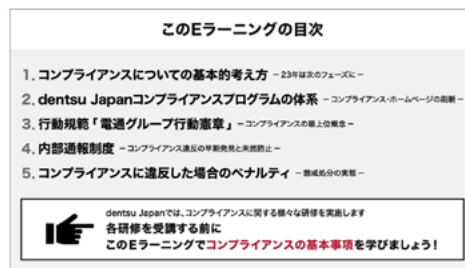 このEラーニングの目次
1. コンプライアンスについての基本的考え方 －23年は次のフェーズに－
2. dentsu Japanコンプライアンスプログラムの体系 －コンプライアンス・ホームページの刷新－
3. 行動規範「電通グループ行動憲章」－コンプライアンスの最上位概念－
4. 内部通報制度 －コンプライアンス違反の早期発見と未然防止－
5. コンプライアンスに違反した場合のペナルティ －懲戒処分の実態－
dentsu Japanでは、コンプライアンスに関する様々な研修を実施します
各研修を受講する前に
このEラーニングでコンプライアンスの基本事項を学びましょう！